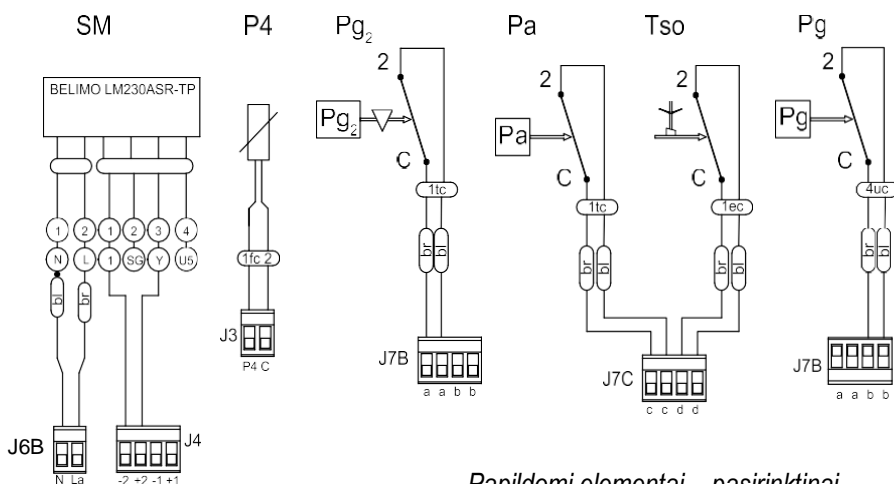 SM
P4
Pg2
Pa
Tso
Pg
BELIMO LM230ASR-TP
2
2
2
2
Pg2
Pa
Pg
C
C
C
C
1tc
1tc
1ec
4uc
1
2
1
2
3
4
N
L
1
SG
Y
U5
bl
br
1fc 2
br
bl
br
bl
br
bl
br
bl
J3
P4 C
J7B
a a b b
J7C
c c d d
J7B
a a b b
J6B
N La
J4
-2 +2 -1 +1